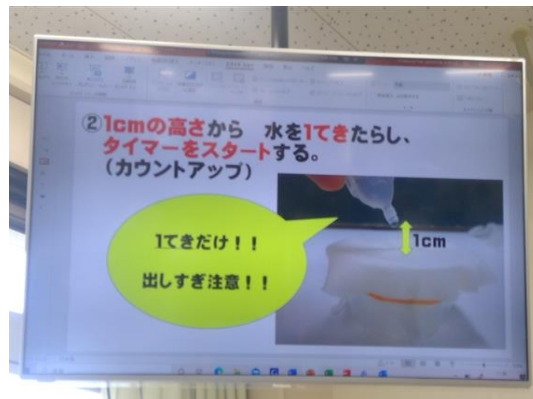 ②1cmの高さから 水を1てきたらし、
タイマーをスタートする。
(カウントアップ)
1てきだけ!!
出しすぎ注意!!
1cm